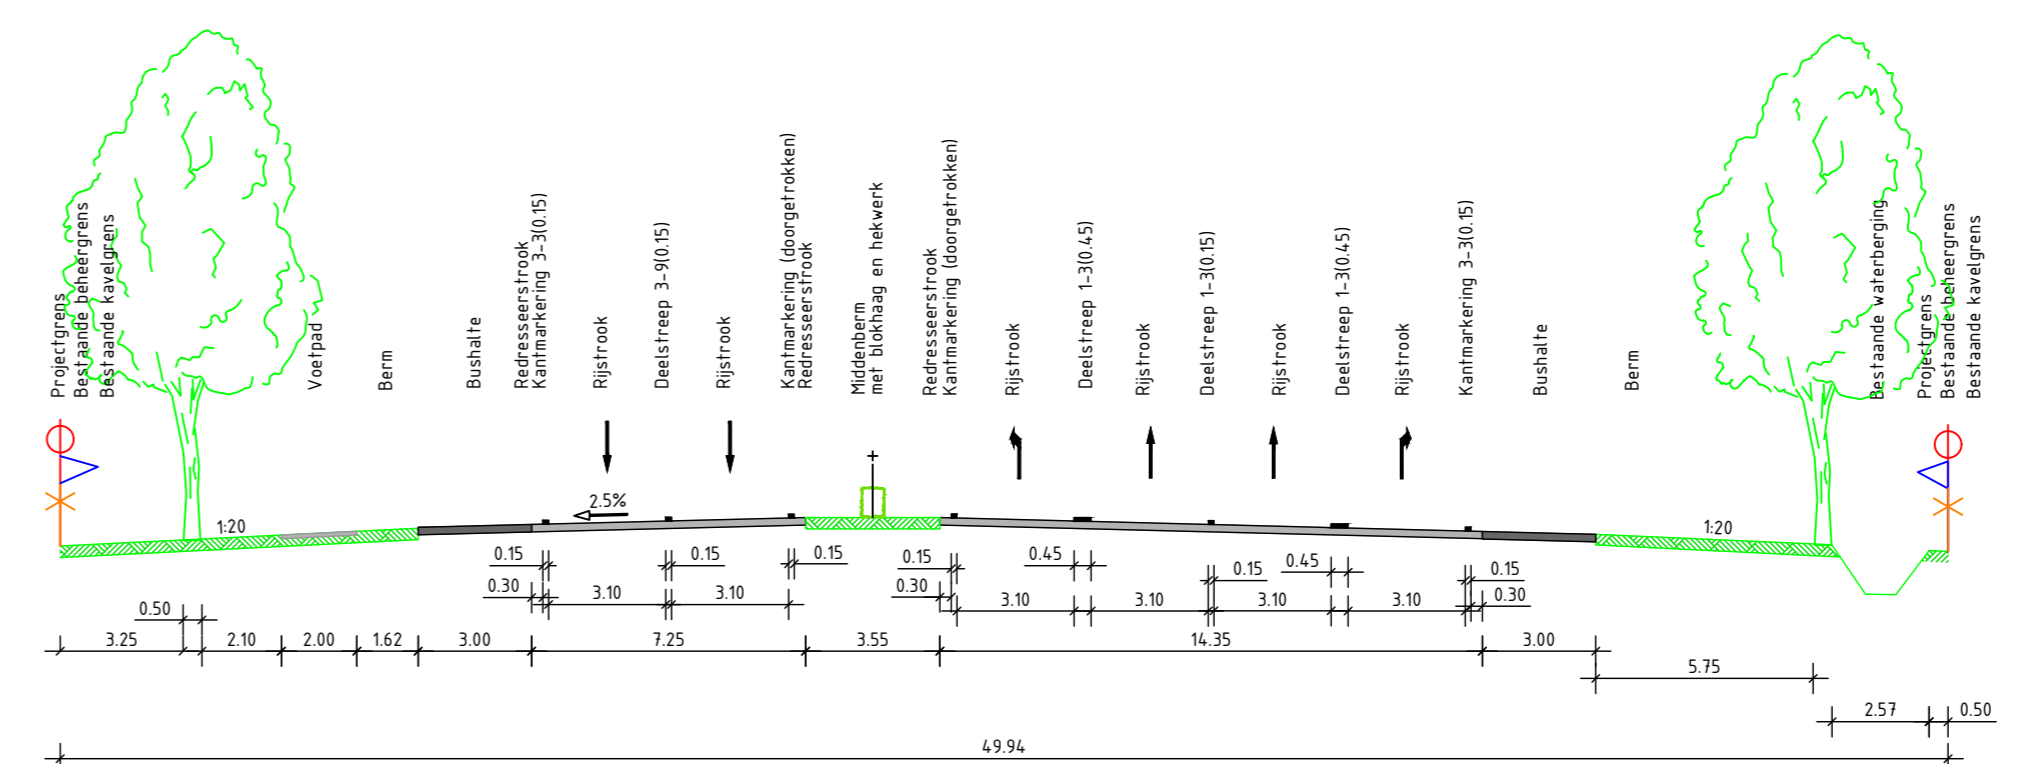 Projectgrens
Bestaande beheergrens
Bestaande kavelgrens
Voetpad
Berm
Bushalte
Redresseerstrook
Kantmarkering 3-3(0.15)
Rijstrook
Deelstreep 3-9(0.15)
Rijstrook
Kantmarkering (doorgetrokken)
Redresseerstrook
Middenberm
met blokhaag en hekwerk
Redresseerstrook
Kantmarkering (doorgetrokken)
Rijstrook
Deelstreep 1-3(0.45)
Rijstrook
Deelstreep 1-3(0.15)
Rijstrook
Deelstreep 1-3(0.45)
Rijstrook
Kantmarkering 3-3(0.15)
Bushalte
Berm
Bestaande waterberging
Projectgrens
Bestaande beheergrens
Bestaande kavelgrens
1:20
2.5%
1:20
0.15
0.15
0.15
0.15
0.45
0.15
0.45
0.15
0.30
3.10
3.10
0.30
3.10
3.10
3.10
3.10
0.30
0.50
3.25
2.10
2.00
1.62
3.00
7.25
3.55
14.35
3.00
5.75
2.57
0.50
49.94